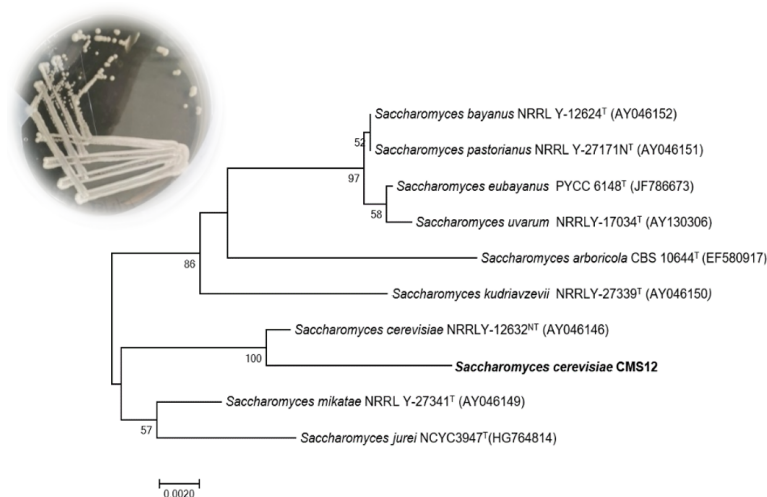 Saccharomyces bayanus NRRL Y-12624ᵀ (AY046152)
52
Saccharomyces pastorianus NRRL Y-27171Nᵀ (AY046151)
97
Saccharomyces eubayanus PYCC 6148ᵀ (JF786673)
58
Saccharomyces uvarum NRRLY-17034ᵀ (AY130306)
Saccharomyces arboricola CBS 10644ᵀ (EF580917)
86
Saccharomyces kudriavzevii NRRLY-27339ᵀ (AY046150)
Saccharomyces cerevisiae NRRLY-12632ᴺᵀ (AY046146)
100
Saccharomyces cerevisiae CMS12
Saccharomyces mikatae NRRL Y-27341ᵀ (AY046149)
57
Saccharomyces jurei NCYC3947ᵀ(HG764814)
0.0020